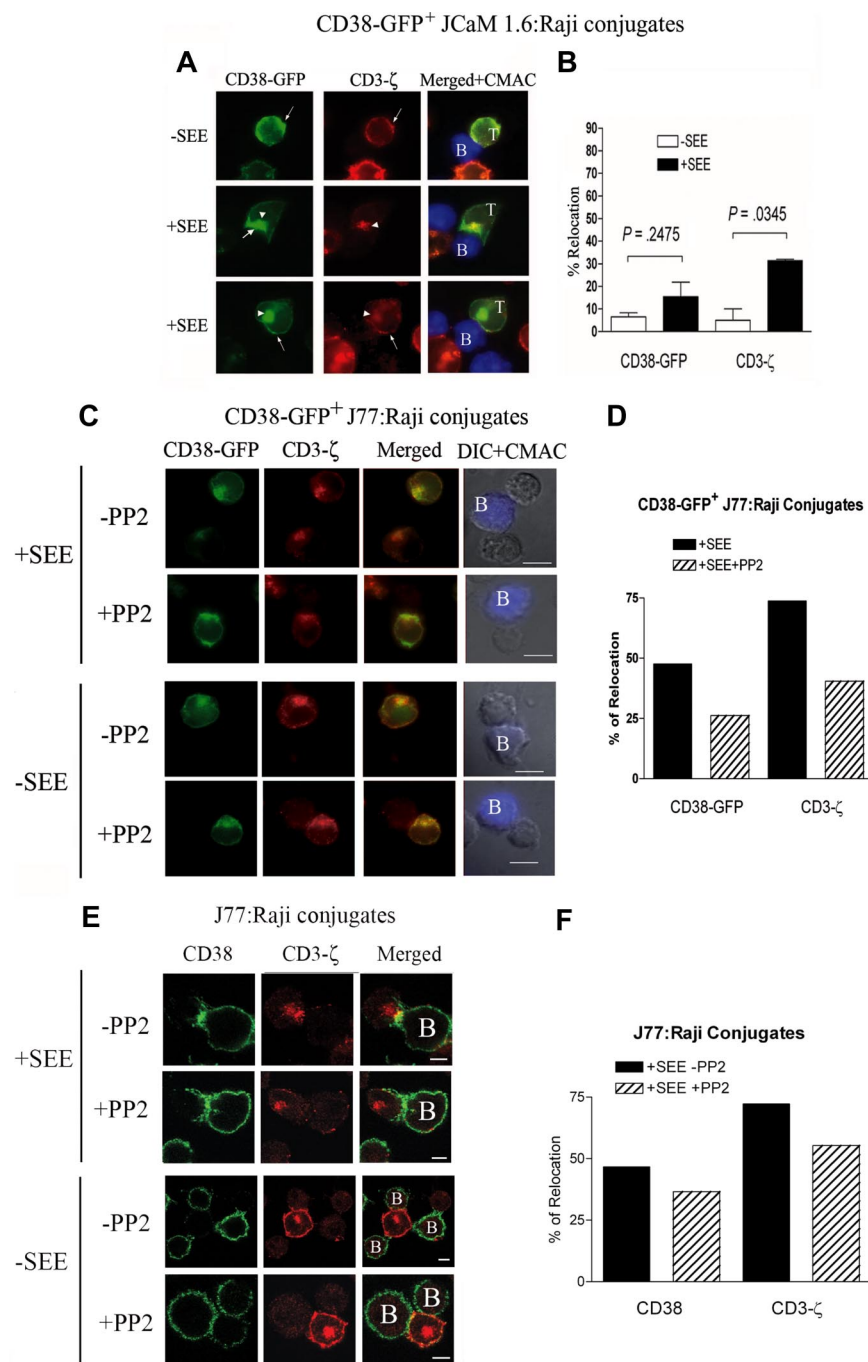 CD38-GFP+ JCaM 1.6:Raji conjugates
A
CD38-GFP CD3-ζ Merged+CMAC
-SEE
T
B
+SEE
T
B
+SEE
T
B
B
-SEE
+SEE
% Relocation
90
80
70
60
50
40
30
20
10
0
P = .2475
P = .0345
CD38-GFP CD3-ζ
C
CD38-GFP+ J77:Raji conjugates
CD38-GFP CD3-ζ Merged DIC+CMAC
+SEE
-PP2
B
+PP2
B
-SEE
-PP2
B
+PP2
B
D
CD38-GFP+ J77:Raji Conjugates
+SEE
+SEE+PP2
% of Relocation
75
50
25
0
CD38-GFP CD3-ζ
E
J77:Raji conjugates
CD38 CD3-ζ Merged
+SEE
-PP2
B
+PP2
B
-SEE
-PP2
B
B
B
+PP2
B
B
F
J77:Raji Conjugates
+SEE -PP2
+SEE +PP2
% of Relocation
75
50
25
0
CD38 CD3-ζ